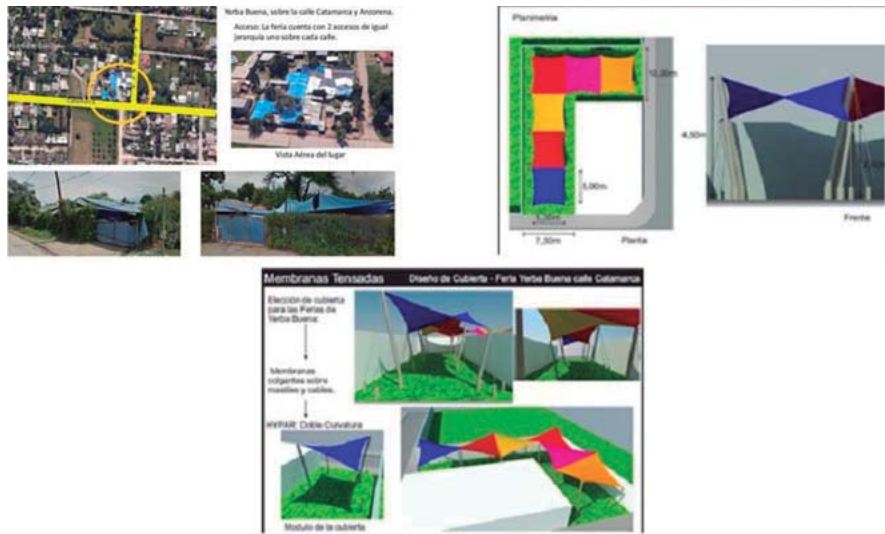 Yerba Buena, sobre la calle Catamarca y Anzorena.
Acceso: La feria cuenta con 2 accesos de igual
jerarquía uno sobre cada calle.
Catamarca
Vista Aérea del lugar
Planimetría
10,00m
5,00m
5,00m
7,50m
Planta
4,50m
Frente
Membranas Tensadas
Diseño de Cubierta - Feria Yerba Buena calle Catamarca
Elección de cubierta
para las Ferias de
Yerba Buena:
Membranas
colgantes sobre
mastiles y cables.
HYPAR: Doble Curvatura
Modulo de la cubierta